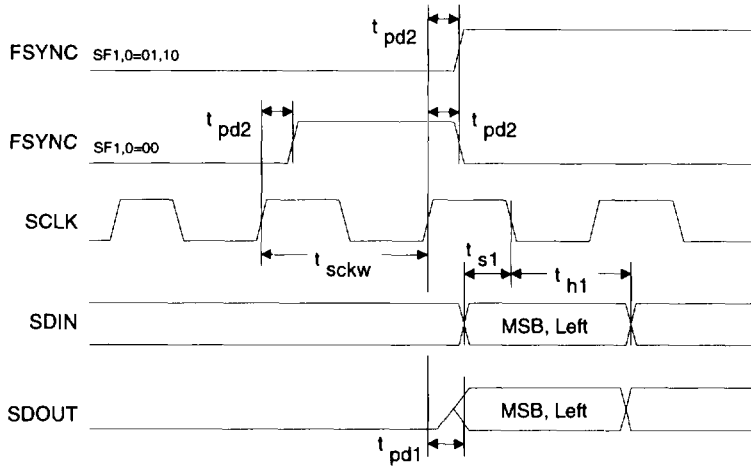 t pd2
FSYNC SF1,0=01,10
t pd2 t pd2
FSYNC SF1,0=00
SCLK
t sckw t s1 t h1
SDIN MSB, Left
SDOUT MSB, Left
t pd1